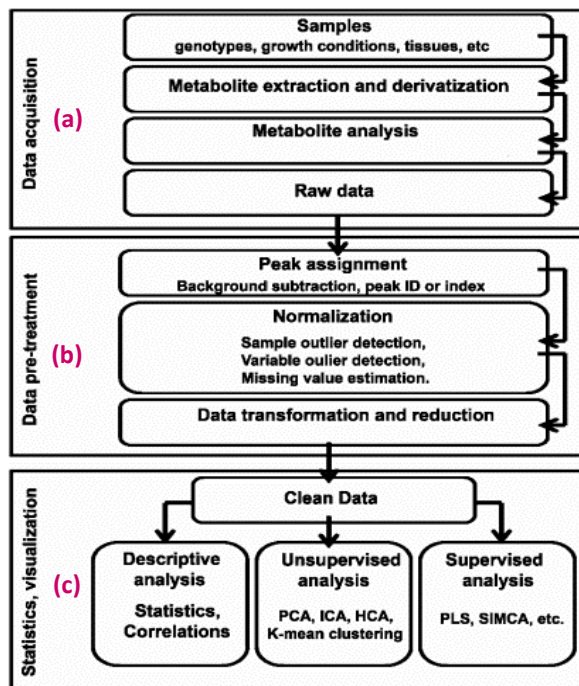 Data acquisition
(a)
Samples
genotypes, growth conditions, tissues, etc
Metabolite extraction and derivatization
Metabolite analysis
Raw data
Data pre-treatment
(b)
Peak assignment
Background subtraction, peak ID or index
Normalization
Sample outlier detection,
Variable oulier detection,
Missing value estimation.
Data transformation and reduction
Statistics, visualization
(c)
Clean Data
Descriptive
analysis
Statistics,
Correlations
Unsupervised
analysis
PCA, ICA, HCA,
K-mean clustering
Supervised
analysis
PLS, SIMCA, etc.